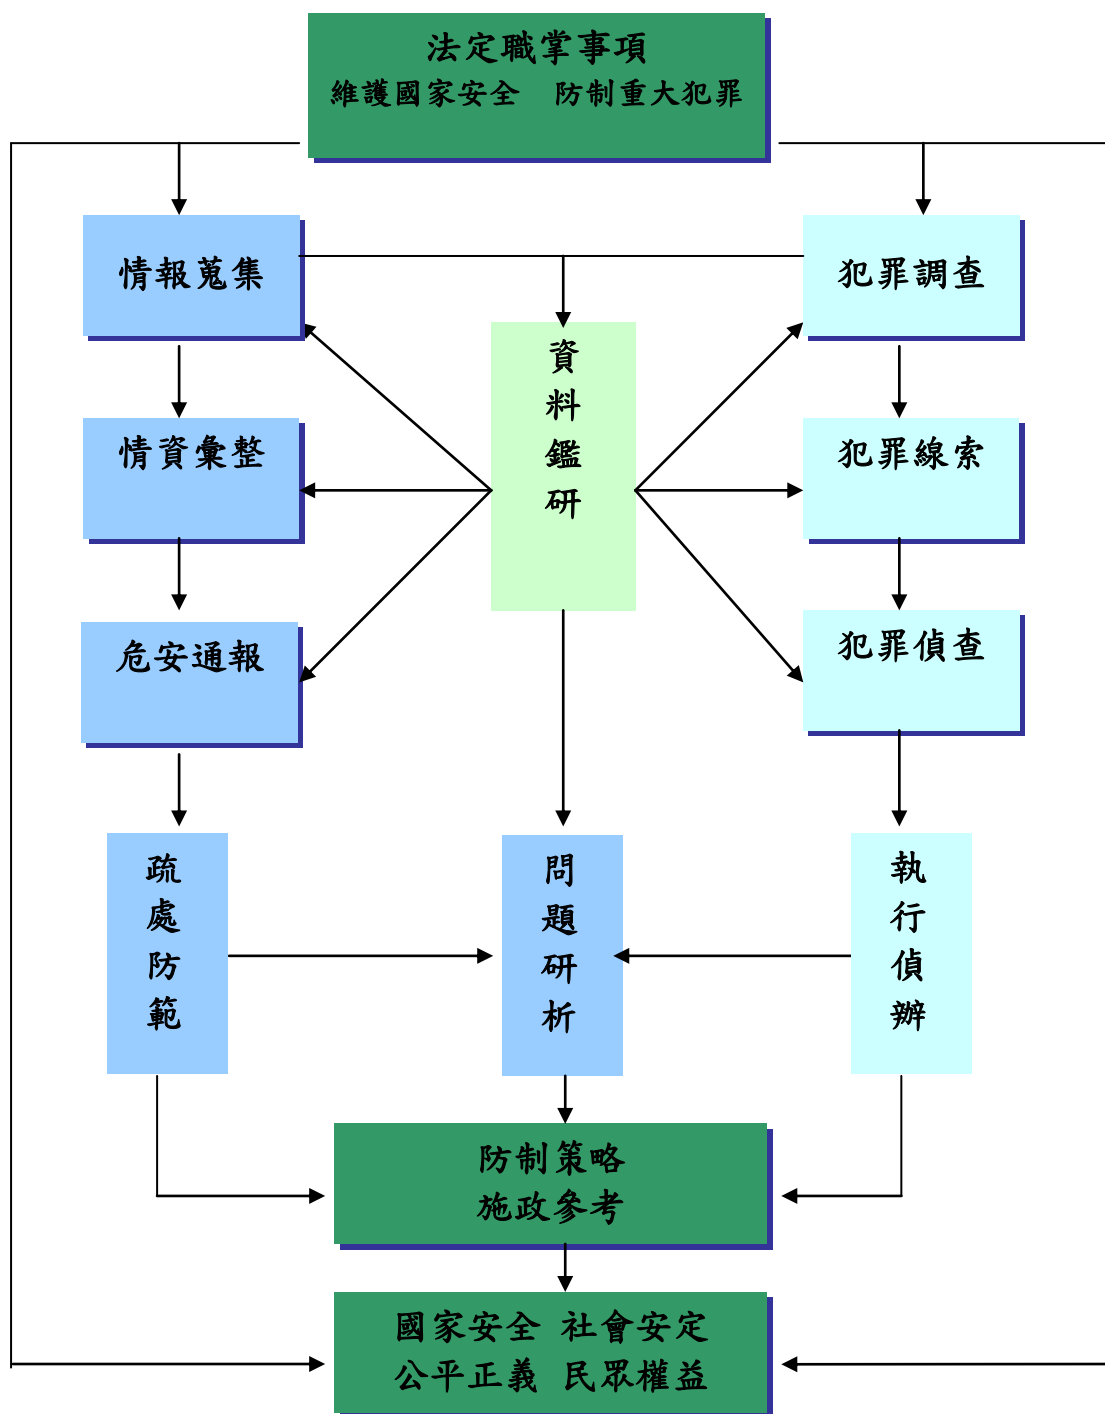 法定職掌事項
維護國家安全　防制重大犯罪
情報蒐集
犯罪調查
資料鑑研
情資彙整
犯罪線索
危安通報
犯罪偵查
疏處防範
問題研析
執行偵辦
防制策略
施政參考
國家安全 社會安定
公平正義 民眾權益